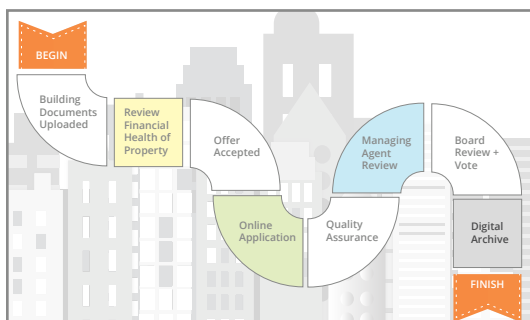 BEGIN
Building
Documents
Uploaded
Review
Financial
Health of
Property
Offer
Accepted
Online
Application
Quality
Assurance
Managing
Agent
Review
Board
Review +
Vote
Digital
Archive
FINISH